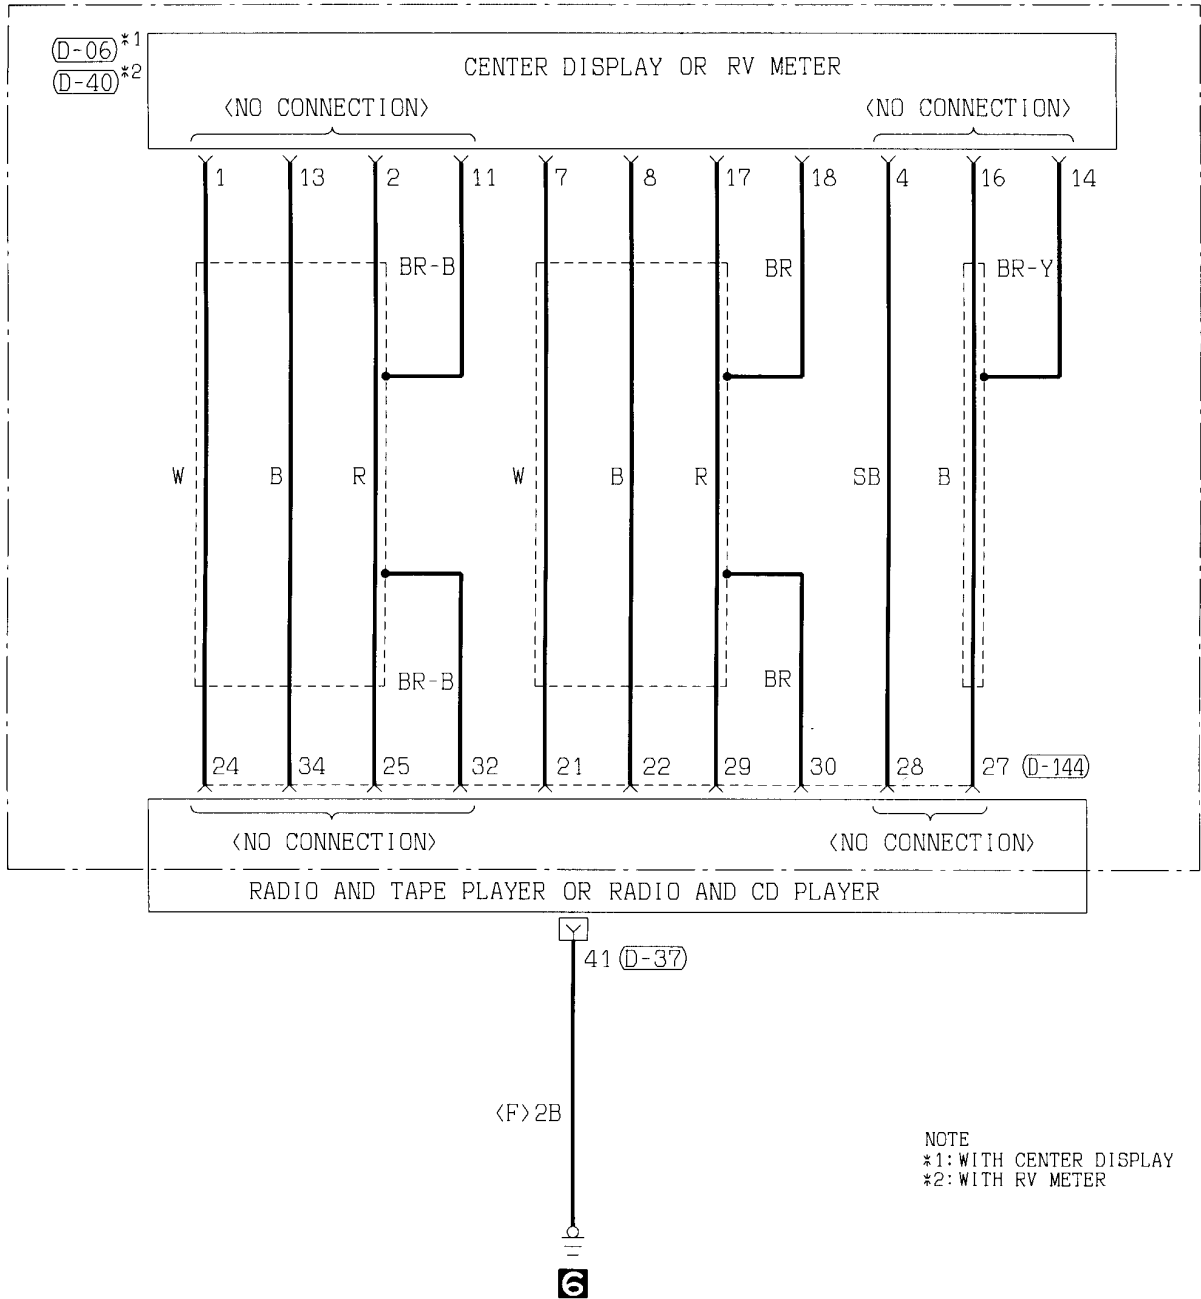 (D-06)*1
(D-40)*2
CENTER DISPLAY OR RV METER
<NO CONNECTION> <NO CONNECTION>
1 13 2 11 7 8 17 18 4 16 14
BR-B BR BR-Y
W B R W B R SB B
BR-B BR
24 34 25 32 21 22 29 30 28 27 (D-144)
<NO CONNECTION> <NO CONNECTION>
RADIO AND TAPE PLAYER OR RADIO AND CD PLAYER
41 (D-37)
<F>2B
NOTE
*1:WITH CENTER DISPLAY
*2:WITH RV METER
6